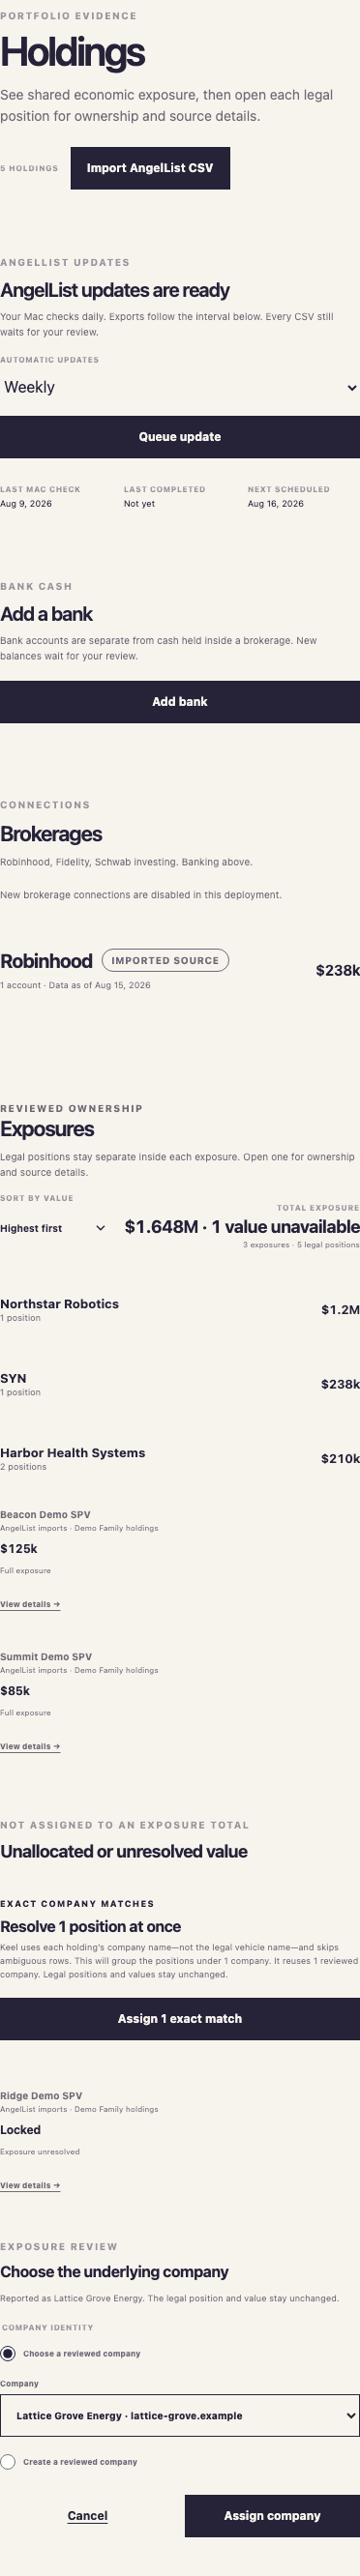 PORTFOLIO EVIDENCE
Holdings
See shared economic exposure, then open each legal
position for ownership and source details.
5 HOLDINGS
Import AngelList CSV
ANGELLIST UPDATES
AngelList updates are ready
Your Mac checks daily. Exports follow the interval below. Every CSV still
waits for your review.
AUTOMATIC UPDATES
Weekly
Queue update
LAST MAC CHECK
Aug 9, 2026
LAST COMPLETED
Not yet
NEXT SCHEDULED
Aug 16, 2026
BANK CASH
Add a bank
Bank accounts are separate from cash held inside a brokerage. New
balances wait for your review.
Add bank
CONNECTIONS
Brokerages
Robinhood, Fidelity, Schwab investing. Banking above.
New brokerage connections are disabled in this deployment.
Robinhood IMPORTED SOURCE
1 account · Data as of Aug 15, 2026
$238k
REVIEWED OWNERSHIP
Exposures
Legal positions stay separate inside each exposure. Open one for ownership
and source details.
SORT BY VALUE
Highest first
TOTAL EXPOSURE
$1.648M · 1 value unavailable
3 exposures · 5 legal positions
Northstar Robotics
1 position
$1.2M
SYN
1 position
$238k
Harbor Health Systems
2 positions
$210k
Beacon Demo SPV
AngelList imports · Demo Family holdings
$125k
Full exposure
View details →
Summit Demo SPV
AngelList imports · Demo Family holdings
$85k
Full exposure
View details →
NOT ASSIGNED TO AN EXPOSURE TOTAL
Unallocated or unresolved value
EXACT COMPANY MATCHES
Resolve 1 position at once
Keel uses each holding's company name—not the legal vehicle name—and skips
ambiguous rows. This will group the positions under 1 company. It reuses 1 reviewed
company. Legal positions and values stay unchanged.
Assign 1 exact match
Ridge Demo SPV
AngelList imports · Demo Family holdings
Locked
Exposure unresolved
View details →
EXPOSURE REVIEW
Choose the underlying company
Reported as Lattice Grove Energy. The legal position and value stay unchanged.
COMPANY IDENTITY
Choose a reviewed company
Company
Lattice Grove Energy · lattice-grove.example
Create a reviewed company
Cancel
Assign company